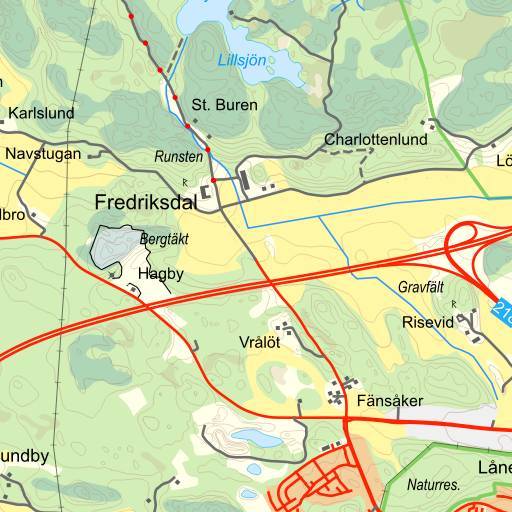 Lillsjön
St. Buren
Karlslund
Charlottenlund
Navstugan
Runsten
R
Fredriksdal
Bergtäkt
Hagby
Gravfält
R
Risevid
Vrålöt
Fänsåker
Naturres.